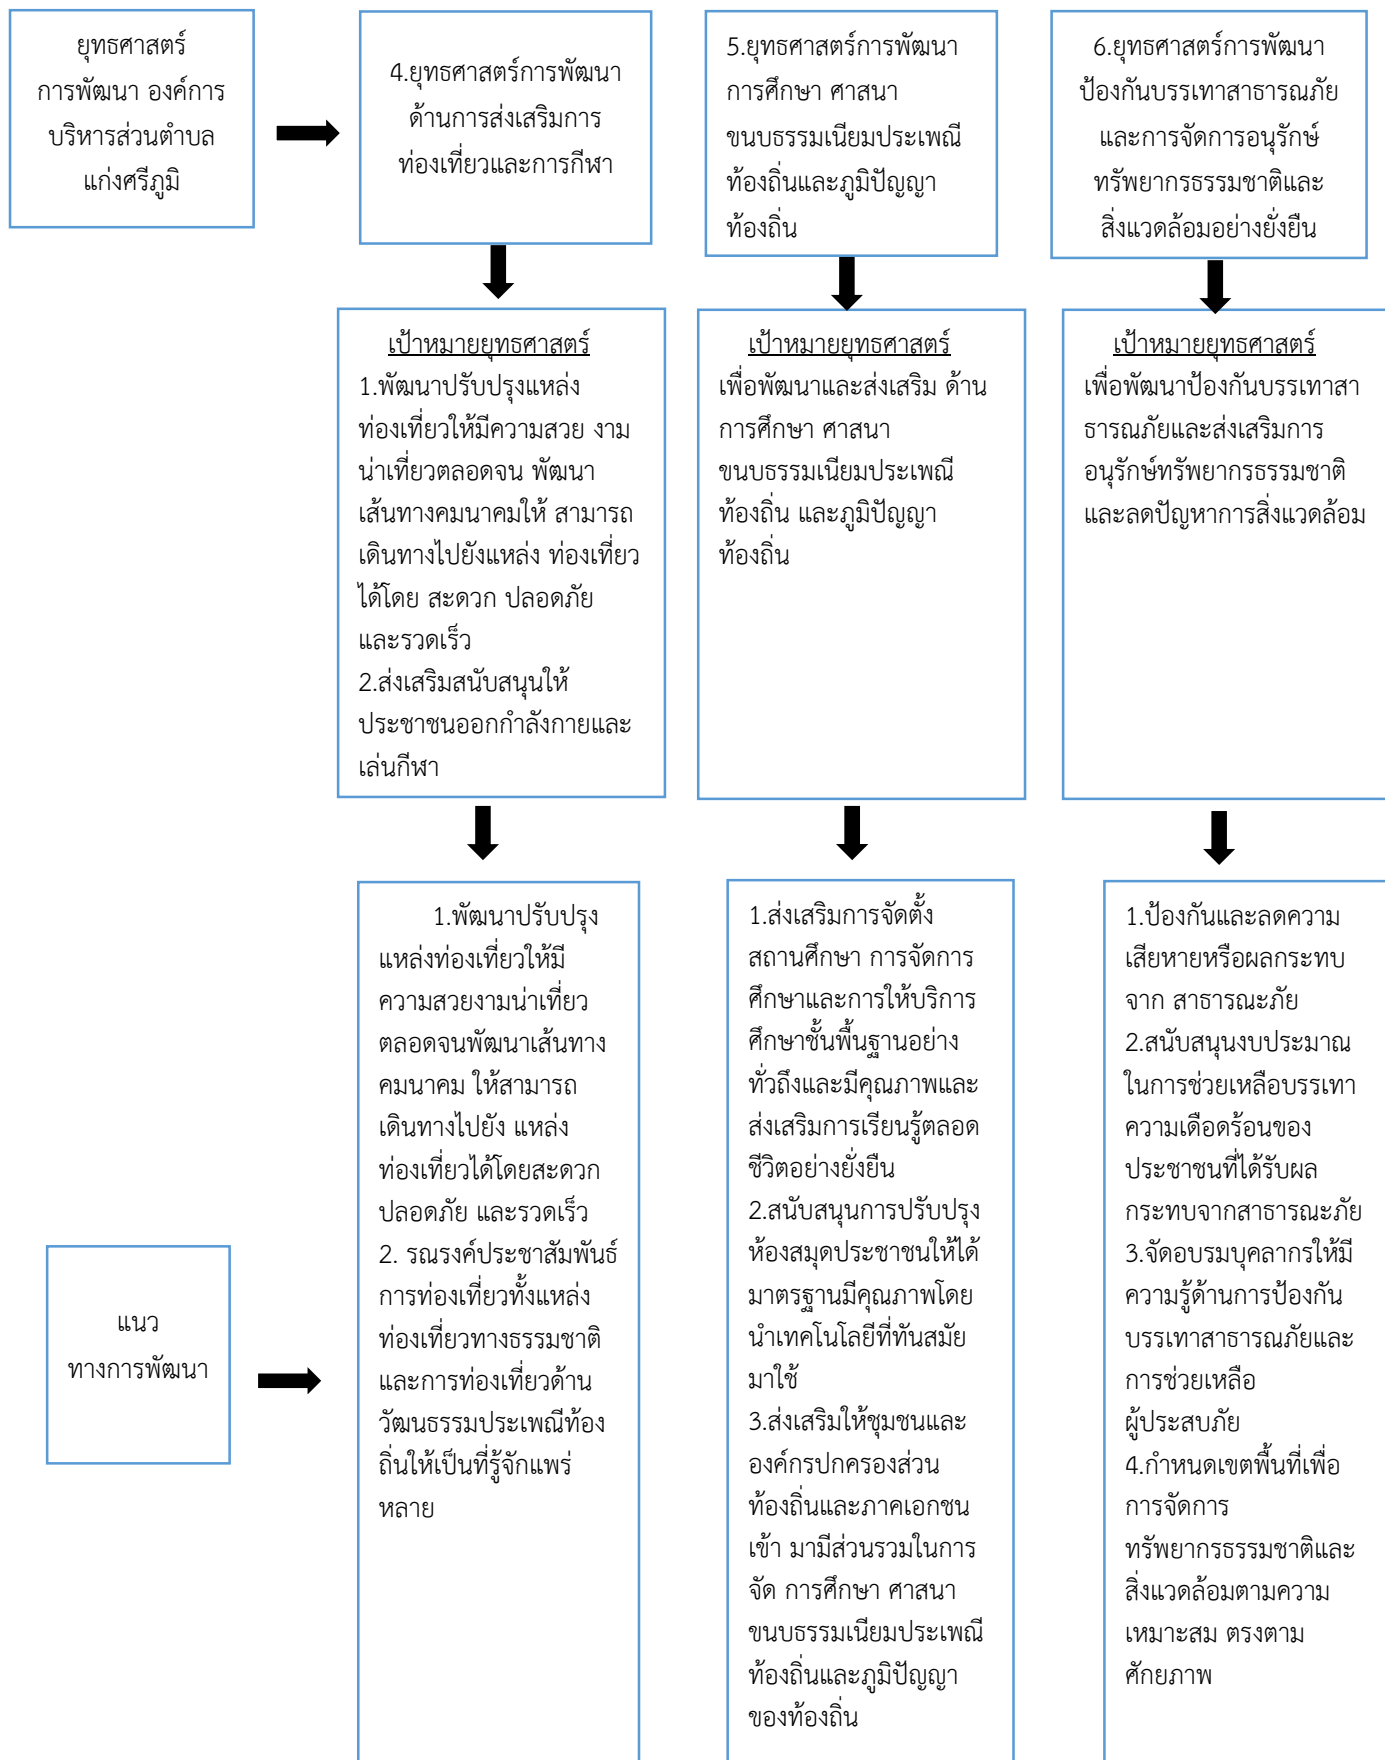 ยุทธศาสตร์
การพัฒนา องค์การ
บริหารส่วนตำบล
แก่งศรีภูมิ
4.ยุทธศาสตร์การพัฒนา
ด้านการส่งเสริมการ
ท่องเที่ยวและการกีฬา
5.ยุทธศาสตร์การพัฒนา
การศึกษา ศาสนา
ขนบธรรมเนียมประเพณี
ท้องถิ่นและภูมิปัญญา
ท้องถิ่น
6.ยุทธศาสตร์การพัฒนา
ป้องกันบรรเทาสาธารณภัย
และการจัดการอนุรักษ์
ทรัพยากรธรรมชาติและ
สิ่งแวดล้อมอย่างยั่งยืน
เป้าหมายยุทธศาสตร์
1.พัฒนาปรับปรุงแหล่ง
ท่องเที่ยวให้มีความสวย งาม
น่าเที่ยวตลอดจน พัฒนา
เส้นทางคมนาคมให้ สามารถ
เดินทางไปยังแหล่ง ท่องเที่ยว
ได้โดย สะดวก ปลอดภัย
และรวดเร็ว
2.ส่งเสริมสนับสนุนให้
ประชาชนออกกำลังกายและ
เล่นกีฬา
เป้าหมายยุทธศาสตร์
เพื่อพัฒนาและส่งเสริม ด้าน
การศึกษา ศาสนา
ขนบธรรมเนียมประเพณี
ท้องถิ่น และภูมิปัญญา
ท้องถิ่น
เป้าหมายยุทธศาสตร์
เพื่อพัฒนาป้องกันบรรเทาสา
ธารณภัยและส่งเสริมการ
อนุรักษ์ทรัพยากรธรรมชาติ
และลดปัญหาการสิ่งแวดล้อม
แนว
ทางการพัฒนา
1.พัฒนาปรับปรุง
แหล่งท่องเที่ยวให้มี
ความสวยงามน่าเที่ยว
ตลอดจนพัฒนาเส้นทาง
คมนาคม ให้สามารถ
เดินทางไปยัง แหล่ง
ท่องเที่ยวได้โดยสะดวก
ปลอดภัย และรวดเร็ว
2. รณรงค์ประชาสัมพันธ์
การท่องเที่ยวทั้งแหล่ง
ท่องเที่ยวทางธรรมชาติ
และการท่องเที่ยวด้าน
วัฒนธรรมประเพณีท้อง
ถิ่นให้เป็นที่รู้จักแพร่
หลาย
1.ส่งเสริมการจัดตั้ง
สถานศึกษา การจัดการ
ศึกษาและการให้บริการ
ศึกษาชั้นพื้นฐานอย่าง
ทั่วถึงและมีคุณภาพและ
ส่งเสริมการเรียนรู้ตลอด
ชีวิตอย่างยั่งยืน
2.สนับสนุนการปรับปรุง
ห้องสมุดประชาชนให้ได้
มาตรฐานมีคุณภาพโดย
นำเทคโนโลยีที่ทันสมัย
มาใช้
3.ส่งเสริมให้ชุมชนและ
องค์กรปกครองส่วน
ท้องถิ่นและภาคเอกชน
เข้า มามีส่วนรวมในการ
จัด การศึกษา ศาสนา
ขนบธรรมเนียมประเพณี
ท้องถิ่นและภูมิปัญญา
ของท้องถิ่น
1.ป้องกันและลดความ
เสียหายหรือผลกระทบ
จาก สาธารณะภัย
2.สนับสนุนงบประมาณ
ในการช่วยเหลือบรรเทา
ความเดือดร้อนของ
ประชาชนที่ได้รับผล
กระทบจากสาธารณะภัย
3.จัดอบรมบุคลากรให้มี
ความรู้ด้านการป้องกัน
บรรเทาสาธารณภัยและ
การช่วยเหลือ
ผู้ประสบภัย
4.กำหนดเขตพื้นที่เพื่อ
การจัดการ
ทรัพยากรธรรมชาติและ
สิ่งแวดล้อมตามความ
เหมาะสม ตรงตาม
ศักยภาพ